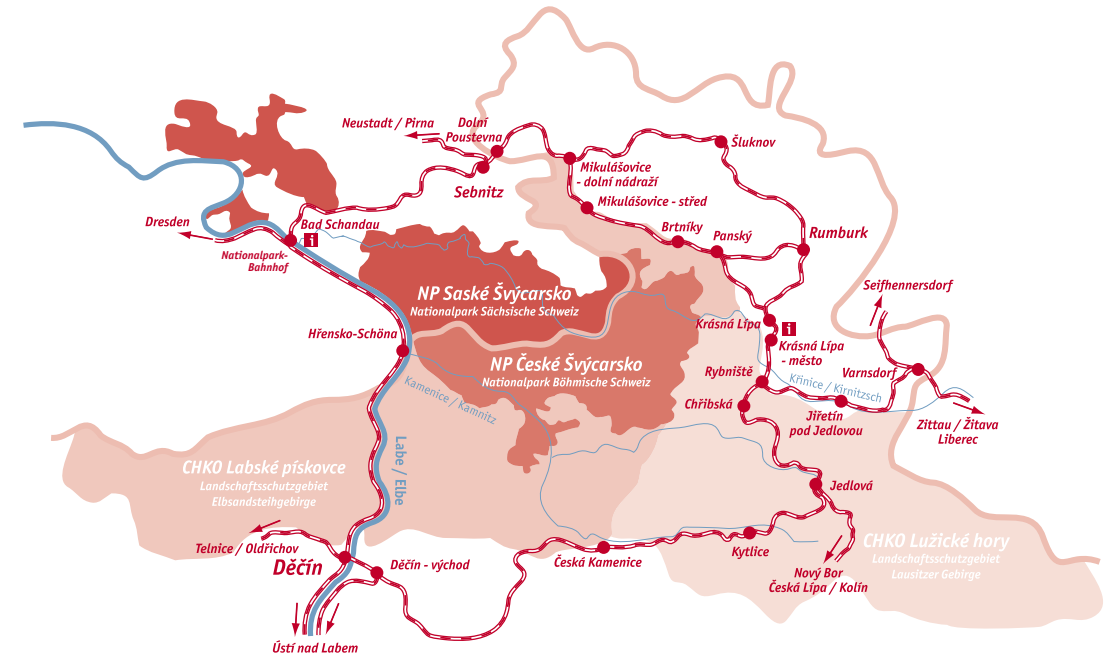 Neustadt / Pirna
Dolní
Poustevna
Šluknov
Sebnitz
Mikulášovice
- dolní nádraží
Mikulášovice - střed
Dresden
Bad Schandau
i
Nationalpark-
Bahnhof
Brtníky
Panský
Rumburk
Seifhennersdorf
NP Saské Švýcarsko
Nationalpark Sächsische Schweiz
Hřensko-Schöna
Krásná Lípa
i
Krásná Lípa
- město
NP České Švýcarsko
Nationalpark Böhmische Schweiz
Rybniště
Varnsdorf
Křinice / Kirnitzsch
Kamenice / Kamnitz
Chřibská
Jiřetín
pod Jedlovou
Zittau / Žitava
Liberec
Labe / Elbe
CHKO Labské pískovce
Landschaftsschutzgebiet
Elbsandsteihgebirge
Jedlová
Telnice / Oldřichov
Děčín
Děčín - východ
Česká Kamenice
Kytlice
CHKO Lužické hory
Landschaftsschutzgebiet
Lausitzer Gebirge
Nový Bor
Česká Lípa / Kolín
Ústí nad Labem